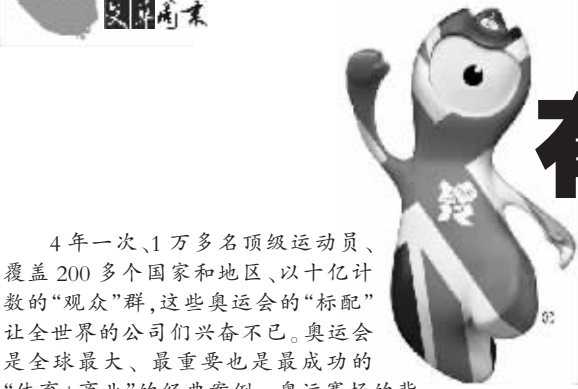 4年一次、1万多名顶级运动员、
覆盖200多个国家和地区、以十亿计
数的“观众”群,这些奥运会的“标配”
让全世界的公司们兴奋不已。奥运会
是全球最大、最重要也是最成功的
“体育+商业”的经典案例。奥运赛场的背